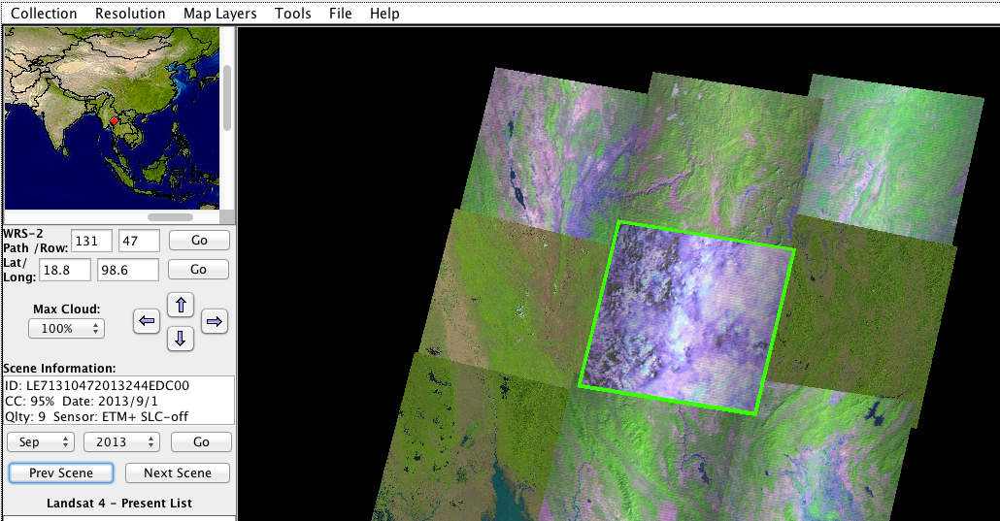 Collection Resolution Map Layers Tools File Help
WRS-2
Path /Row: 131 47 Go
Lat/
Long: 18.8 98.6 Go
Max Cloud:
100%
Scene Information:
ID: LE71310472013244EDC00
CC: 95% Date: 2013/9/1
Qlty: 9 Sensor: ETM+ SLC-off
Sep 2013 Go
Prev Scene Next Scene
Landsat 4 - Present List